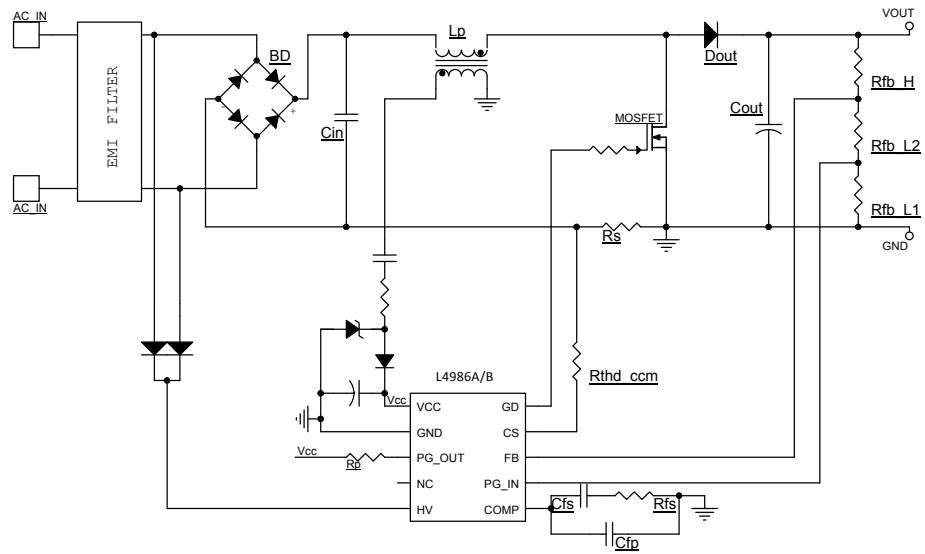 AC_IN
VOUT
Lp
BD
Dout
EMI FILTER
Rfb_H
Cout
MOSFET
Cin
+
Rfb_L2
AC_IN
Rfb_L1
Rs
GND
Rthd_ccm
L4986A/B
Vcc
VCC
GD
GND
CS
Vcc
PG_OUT
FB
Rp
NC
PG_IN
Cfs
Rfs
HV
COMP
Cfp